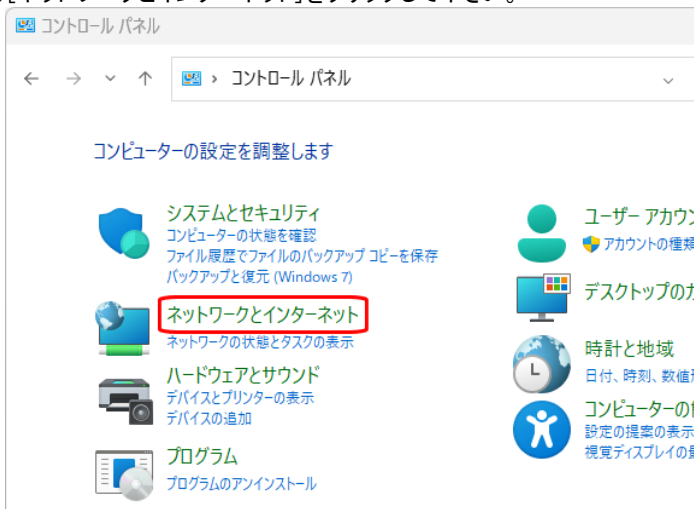 コントロール パネル
コントロール パネル
コンピューターの設定を調整します
システムとセキュリティ
コンピューターの状態を確認
ファイル履歴でファイルのバックアップ コピーを保存
バックアップと復元 (Windows 7)
ネットワークとインターネット
ネットワークの状態とタスクの表示
ハードウェアとサウンド
デバイスとプリンターの表示
デバイスの追加
プログラム
プログラムのアンインストール
ユーザー アカウン
アカウントの種類
デスクトップの
時計と地域
日付、時刻、数値
コンピューターの
設定の提案の表示
視覚ディスプレイの